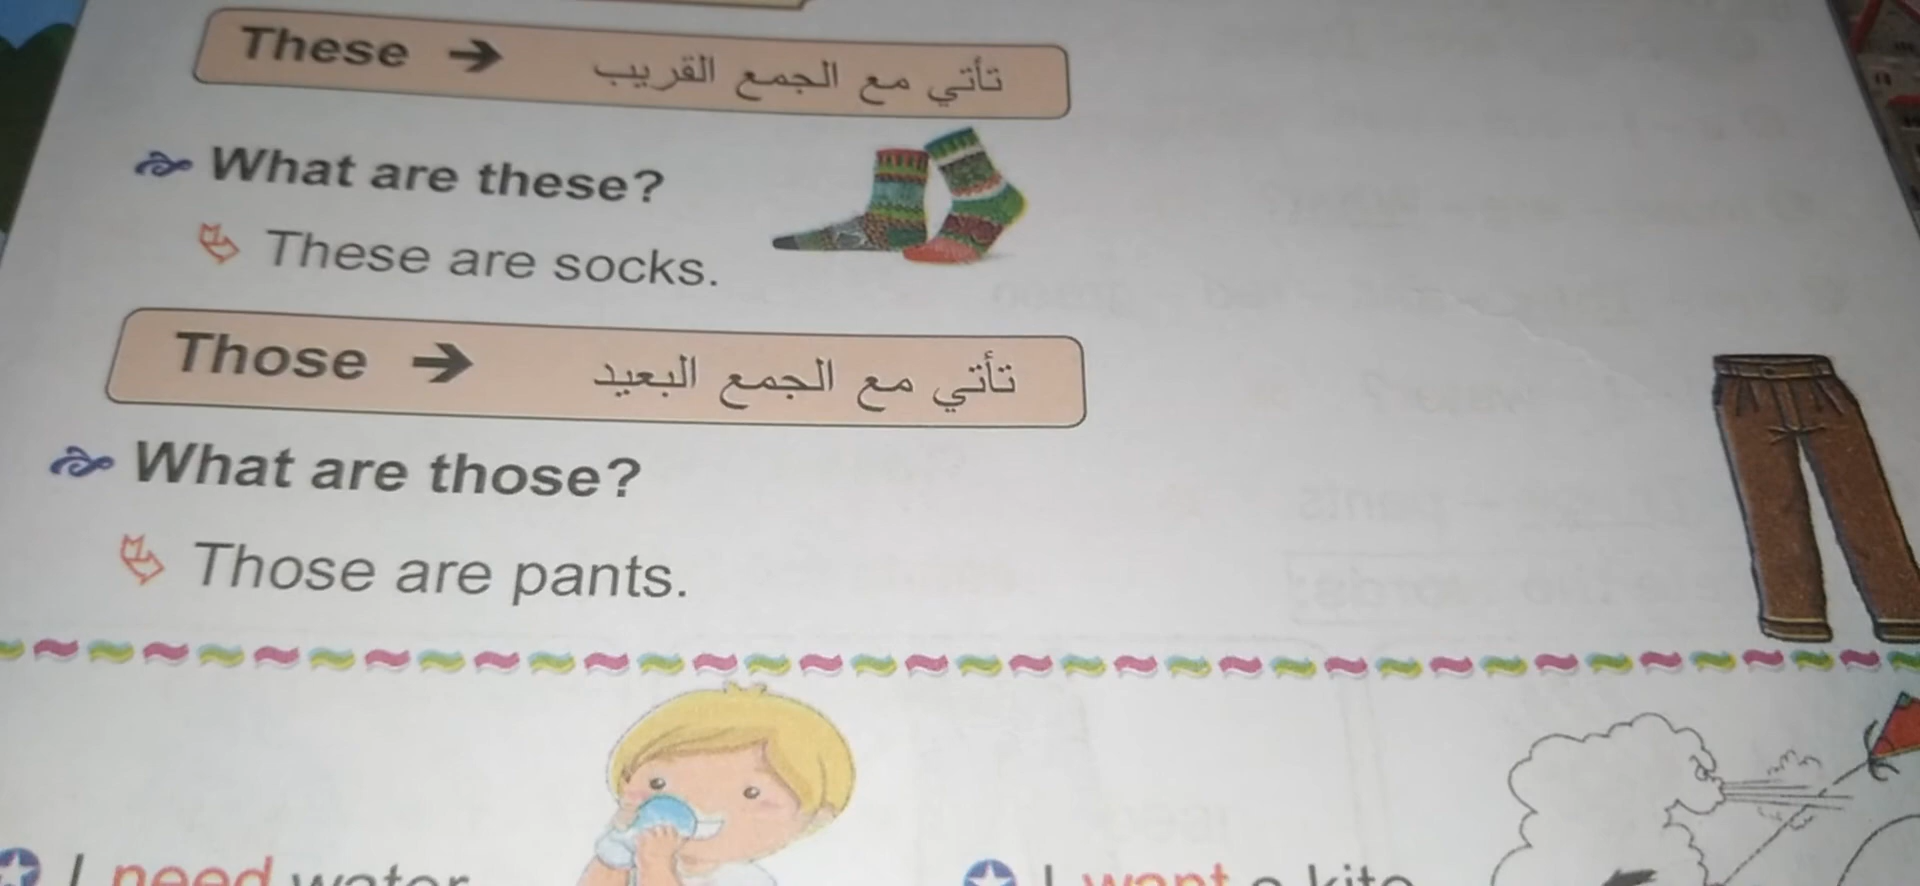 These ➔ تأتي مع الجمع القريب
What are these?
These are socks.
Those ➔ تأتي مع الجمع البعيد
What are those?
Those are pants.
I need water
I want a kite